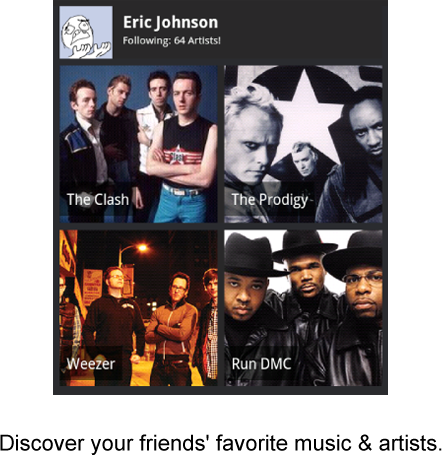 Eric Johnson
Following: 64 Artists!
The Clash
The Prodigy
Weezer
Run DMC
Discover your friends' favorite music & artists.